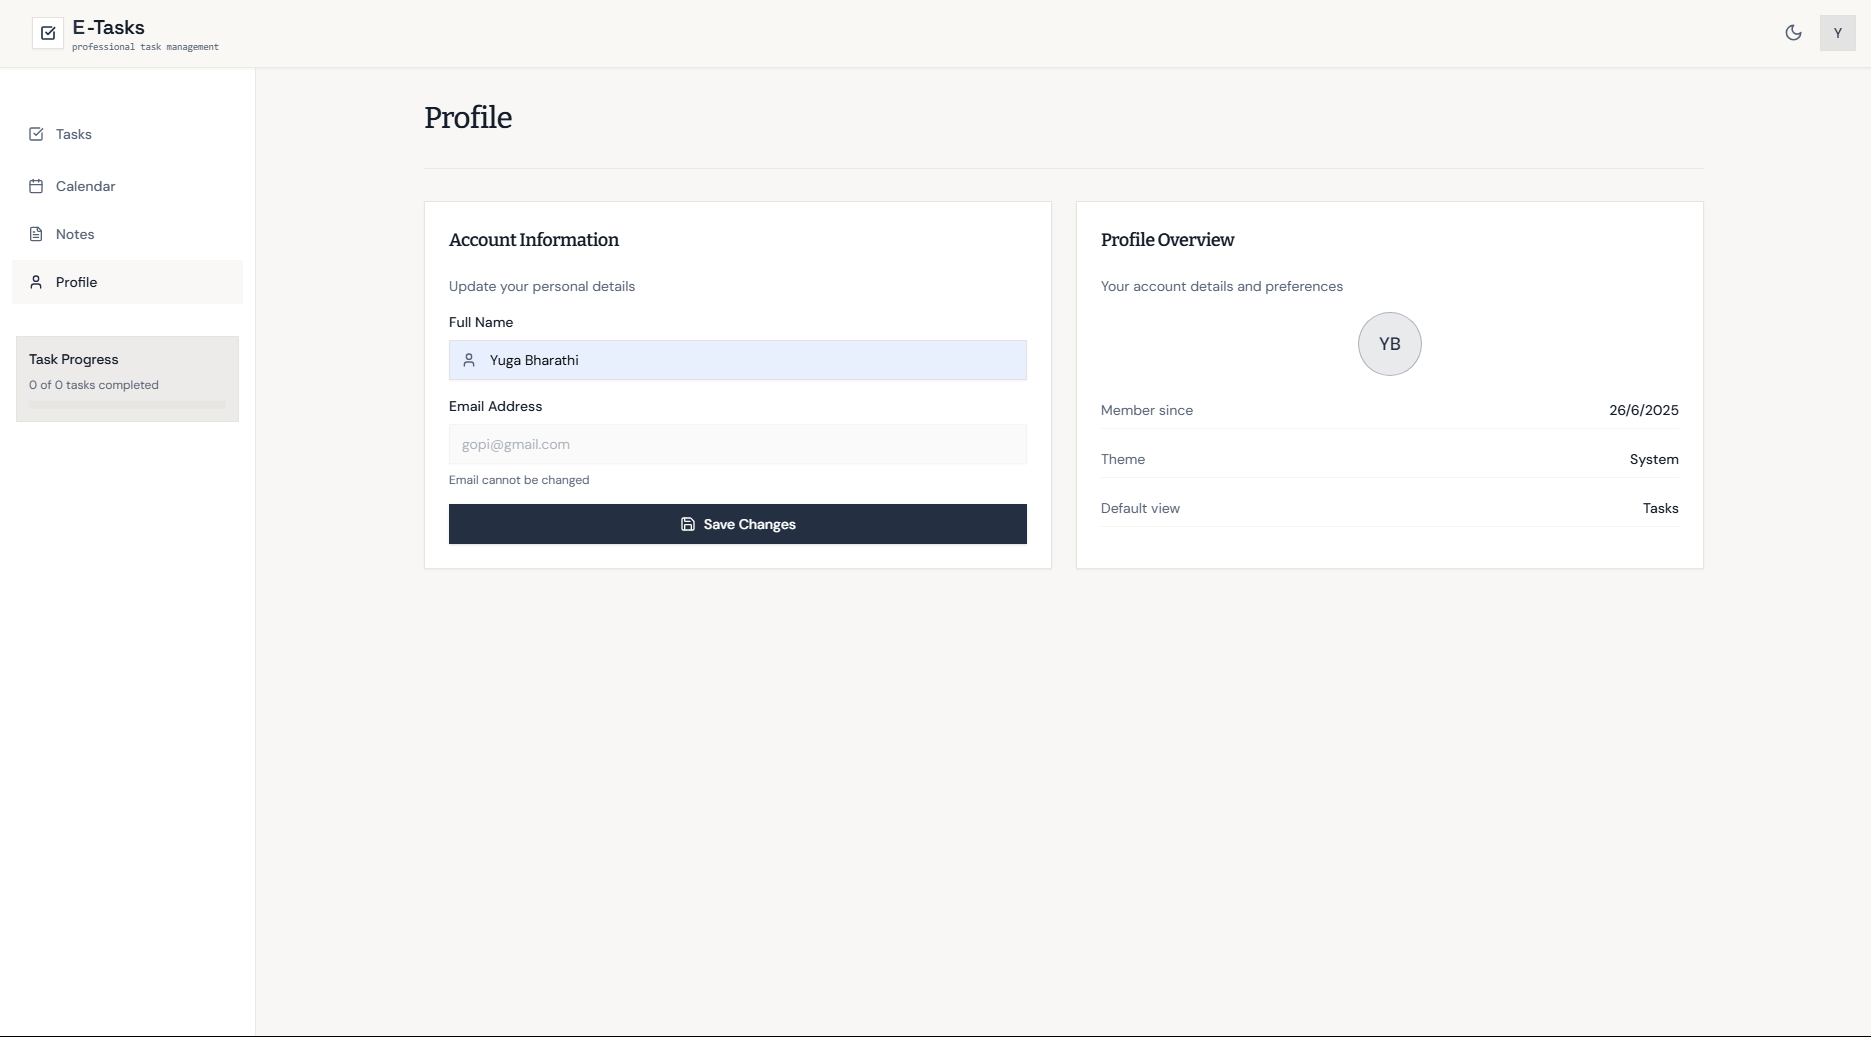 E-Tasks
professional task management
Y
Tasks
Calendar
Notes
Profile
Task Progress
0 of 0 tasks completed
Profile
Account Information
Update your personal details
Full Name
Yuga Bharathi
Email Address
gopi@gmail.com
Email cannot be changed
Save Changes
Profile Overview
Your account details and preferences
YB
Member since 26/6/2025
Theme System
Default view Tasks